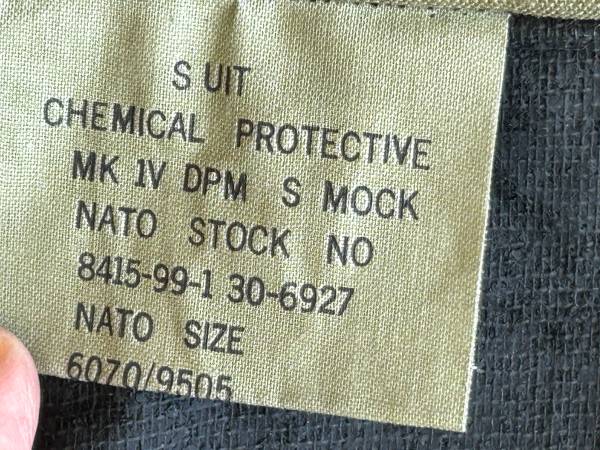 S UIT
CHEMICAL PROTECTIVE
MK IV DPM S MOCK
NATO STOCK NO
8415-99-1 30-6927
NATO SIZE
6070/9505